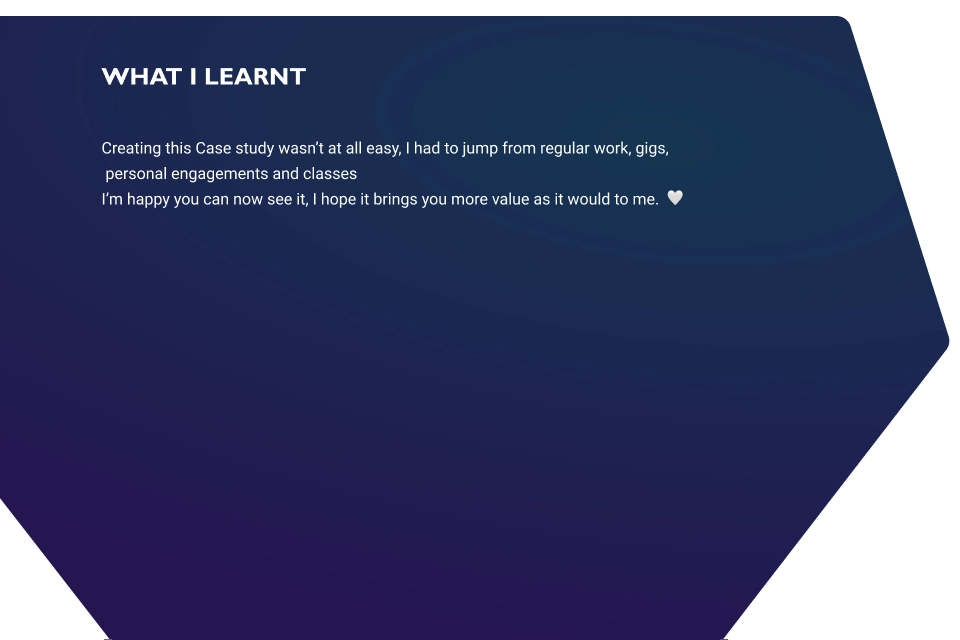 WHAT I LEARNT
Creating this Case study wasn’t at all easy, I had to jump from regular work, gigs,
personal engagements and classes
I’m happy you can now see it, I hope it brings you more value as it would to me. 🤍